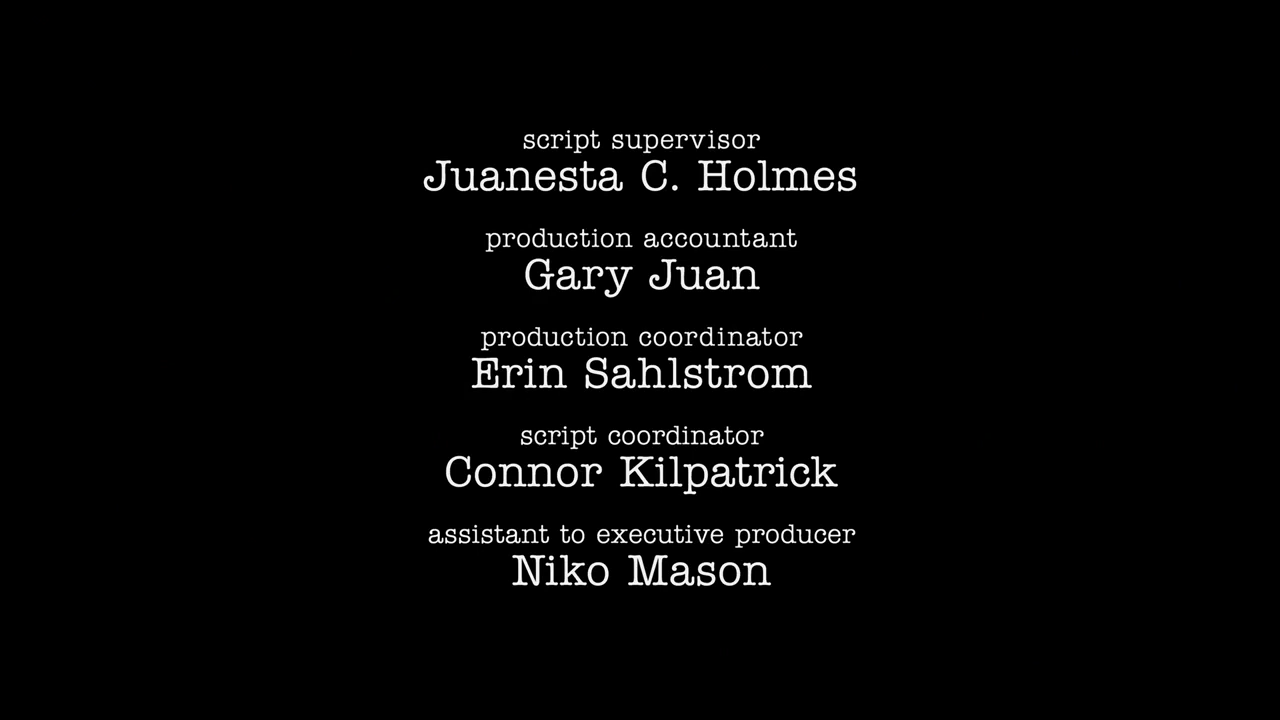 script supervisor
Juanesta C. Holmes
production accountant
Gary Juan
production coordinator
Erin Sahlstrom
script coordinator
Connor Kilpatrick
assistant to executive producer
Niko Mason